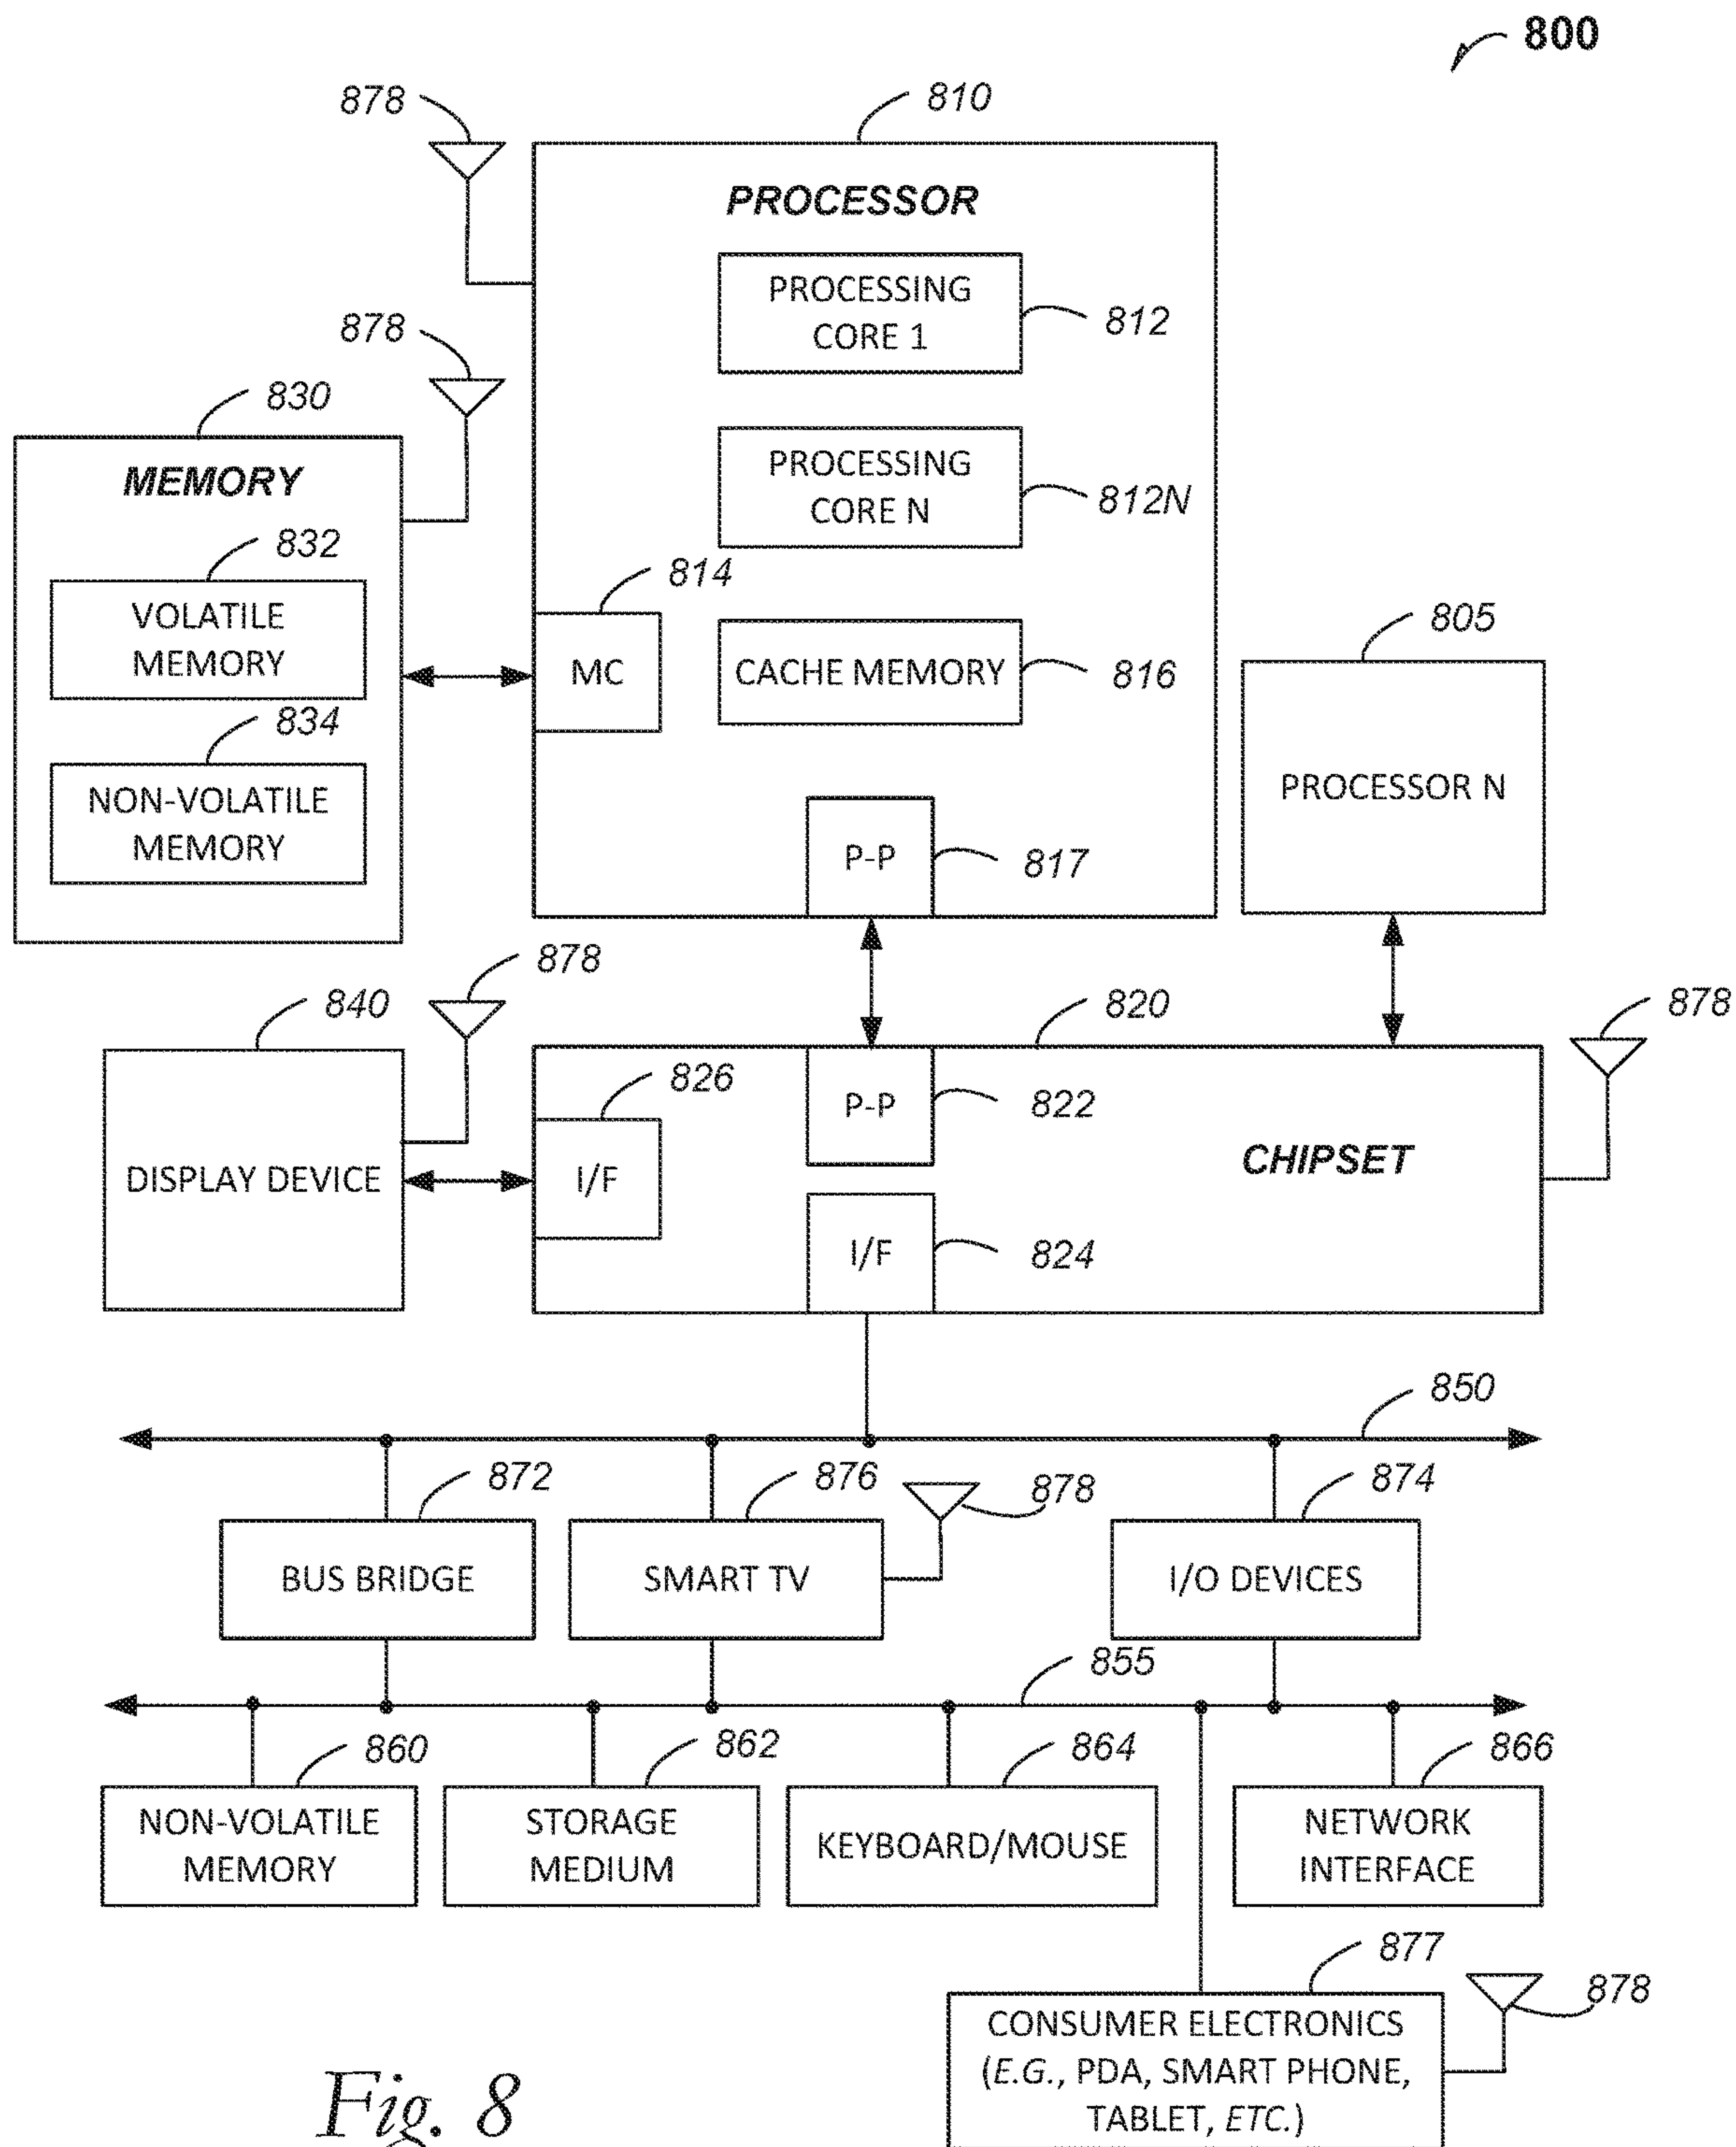 800
878
810
PROCESSOR
PROCESSING
CORE 1
812
878
830
MEMORY
PROCESSING
CORE N
812N
832
VOLATILE
MEMORY
814
MC
CACHE MEMORY
816
805
PROCESSOR N
834
NON-VOLATILE
MEMORY
P-P
817
878
840
DISPLAY DEVICE
820
878
826
I/F
P-P
822
CHIPSET
I/F
824
850
872
BUS BRIDGE
876
SMART TV
878
874
I/O DEVICES
855
860
NON-VOLATILE
MEMORY
862
STORAGE
MEDIUM
864
KEYBOARD/MOUSE
866
NETWORK
INTERFACE
877
CONSUMER ELECTRONICS
(E.G., PDA, SMART PHONE,
TABLET, ETC.)
878
Fig. 8